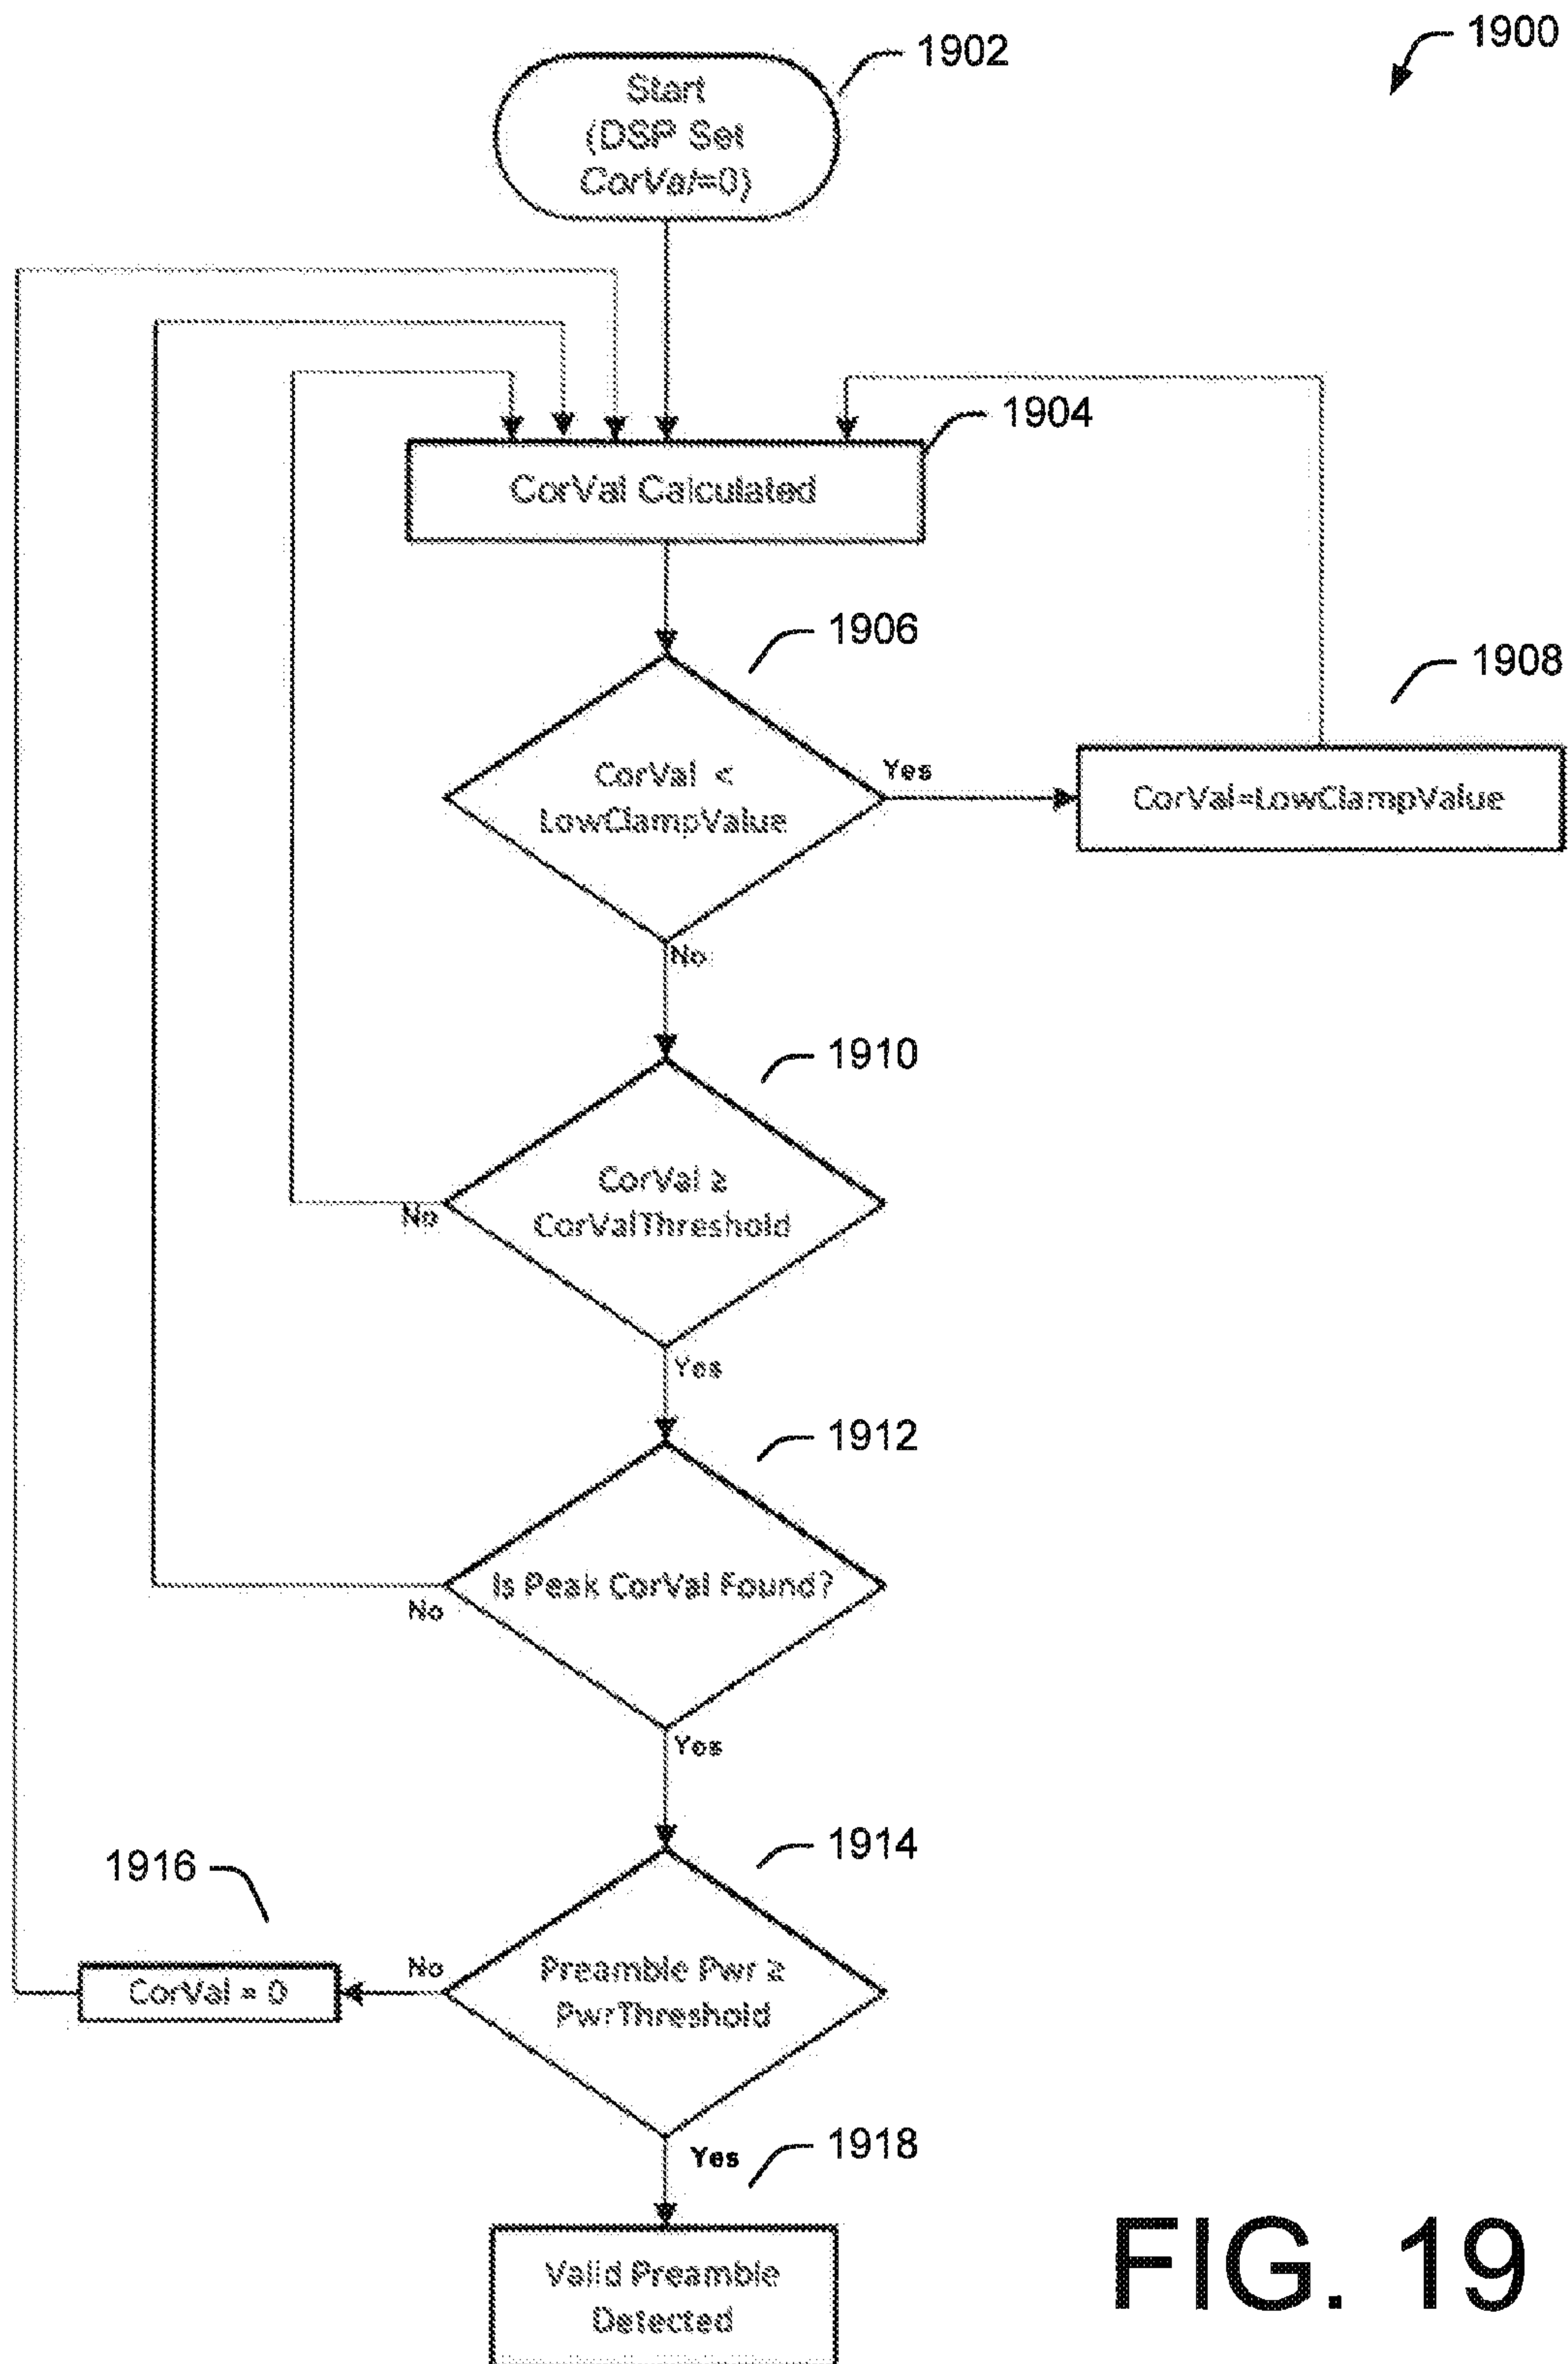 1900
1902
Start
(DSP Set
CorVal=0)
1904
CorVal Calculated
1906
CorVal <
LowClampValue
Yes
1908
CorVal=LowClampValue
No
1910
CorVal ≥
CorValThreshold
No
Yes
1912
Is Peak CorVal Found?
No
Yes
1914
1916
Preamble Pwr ≥
PwrThreshold
No
CorVal = 0
Yes
1918
Valid Preamble
Detected
FIG. 19